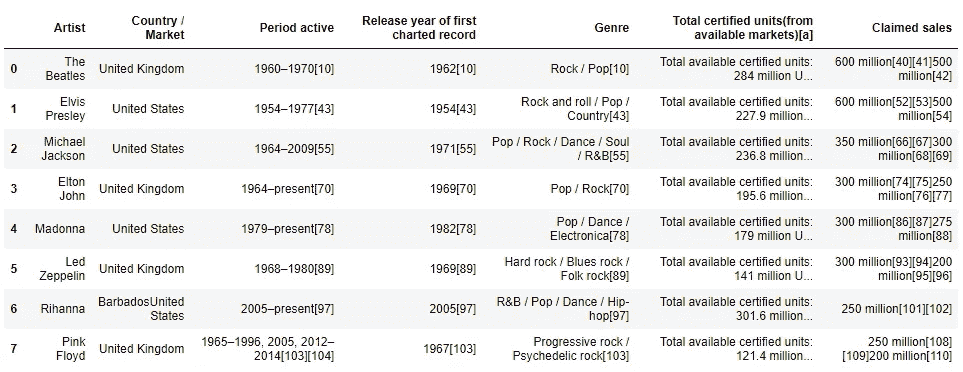 Artist Country / Market Period active Release year of first charted record Genre Total certified units(from available markets)[a] Claimed sales
0 The Beatles United Kingdom 1960–1970[10] 1962[10] Rock / Pop[10] Total available certified units: 284 million U... 600 million[40][41]500 million[42]
1 Elvis Presley United States 1954–1977[43] 1954[43] Rock and roll / Pop / Country[43] Total available certified units: 227.9 million... 600 million[52][53]500 million[54]
2 Michael Jackson United States 1964–2009[55] 1971[55] Pop / Rock / Dance / Soul / R&B[55] Total available certified units: 236.8 million... 350 million[66][67]300 million[68][69]
3 Elton John United Kingdom 1964–present[70] 1969[70] Pop / Rock[70] Total available certified units: 195.6 million... 300 million[74][75]250 million[76][77]
4 Madonna United States 1979–present[78] 1982[78] Pop / Dance / Electronica[78] Total available certified units: 179 million U... 300 million[86][87]275 million[88]
5 Led Zeppelin United Kingdom 1968–1980[89] 1969[89] Hard rock / Blues rock / Folk rock[89] Total available certified units: 141 million U... 300 million[93][94]200 million[95][96]
6 Rihanna BarbadosUnited States 2005–present[97] 2005[97] R&B / Pop / Dance / Hip-hop[97] Total available certified units: 301.6 million... 250 million[101][102]
7 Pink Floyd United Kingdom 1965–1996, 2005, 2012–2014[103][104] 1967[103] Progressive rock / Psychedelic rock[103] Total available certified units: 121.4 million... 250 million[108][109]200 million[110]